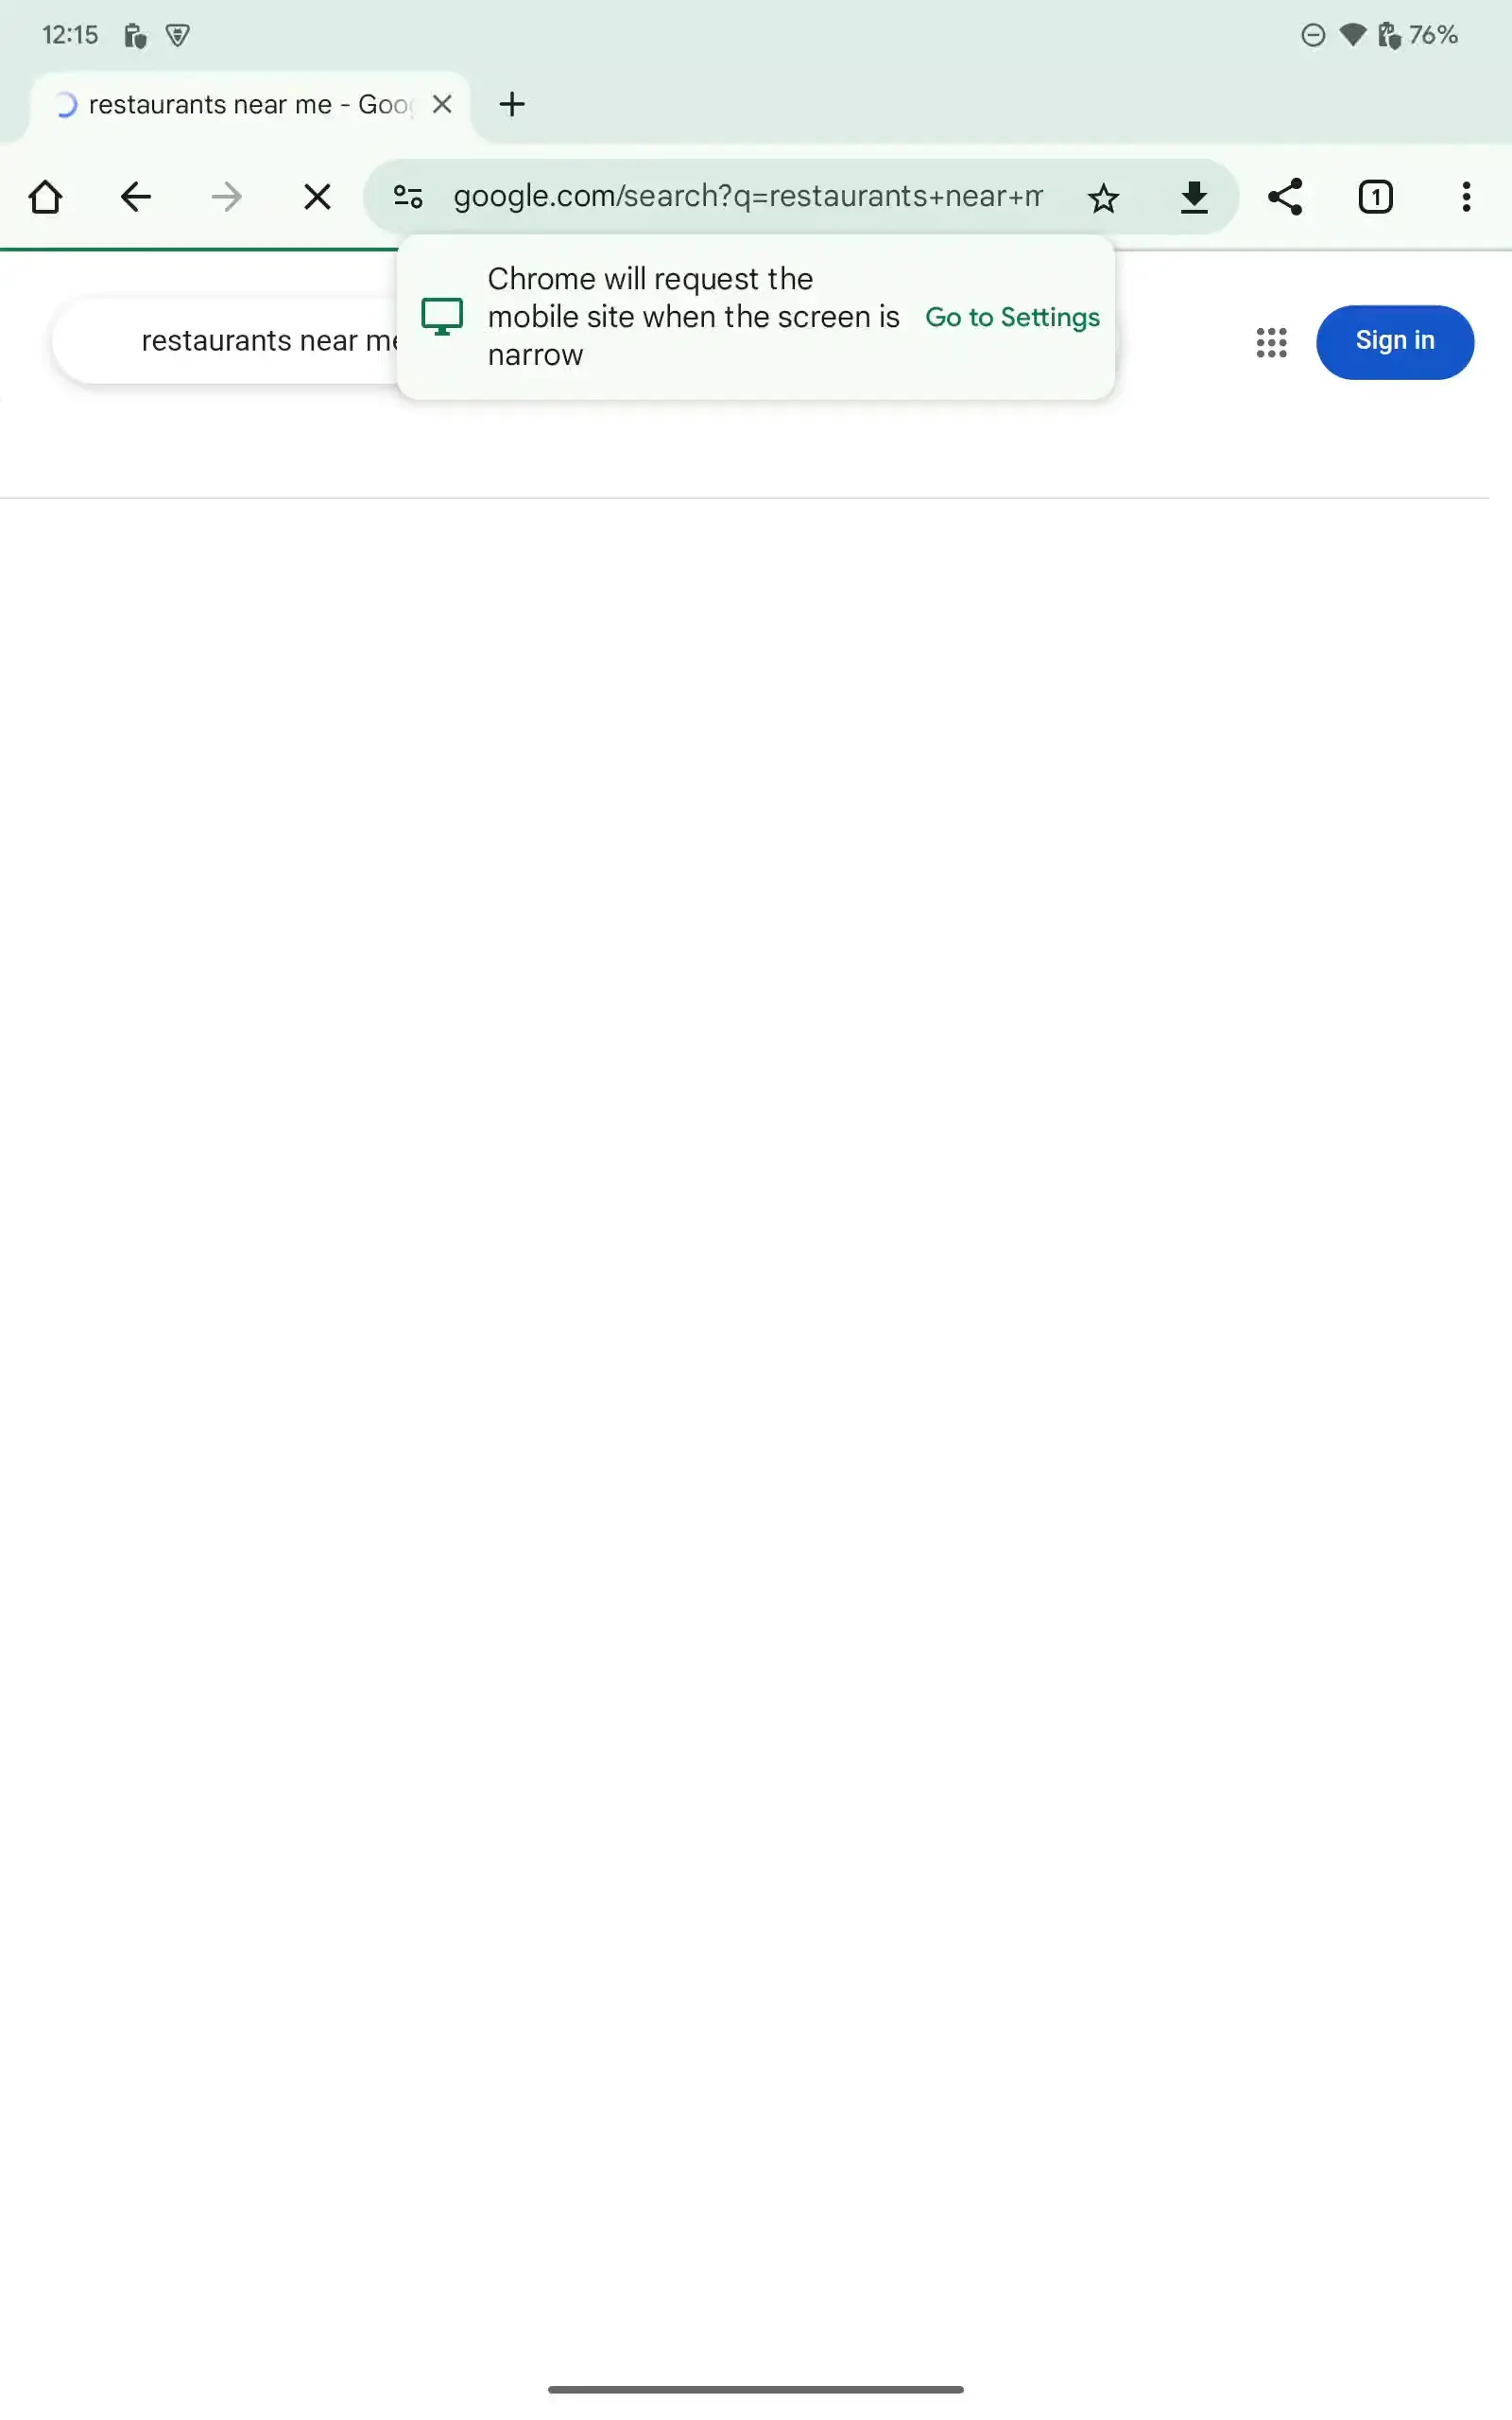 12:15
76%
restaurants near me - Goo
google.com/search?q=restaurants+near+m
1
Chrome will request the
mobile site when the screen is
narrow
Go to Settings
restaurants near me
Sign in